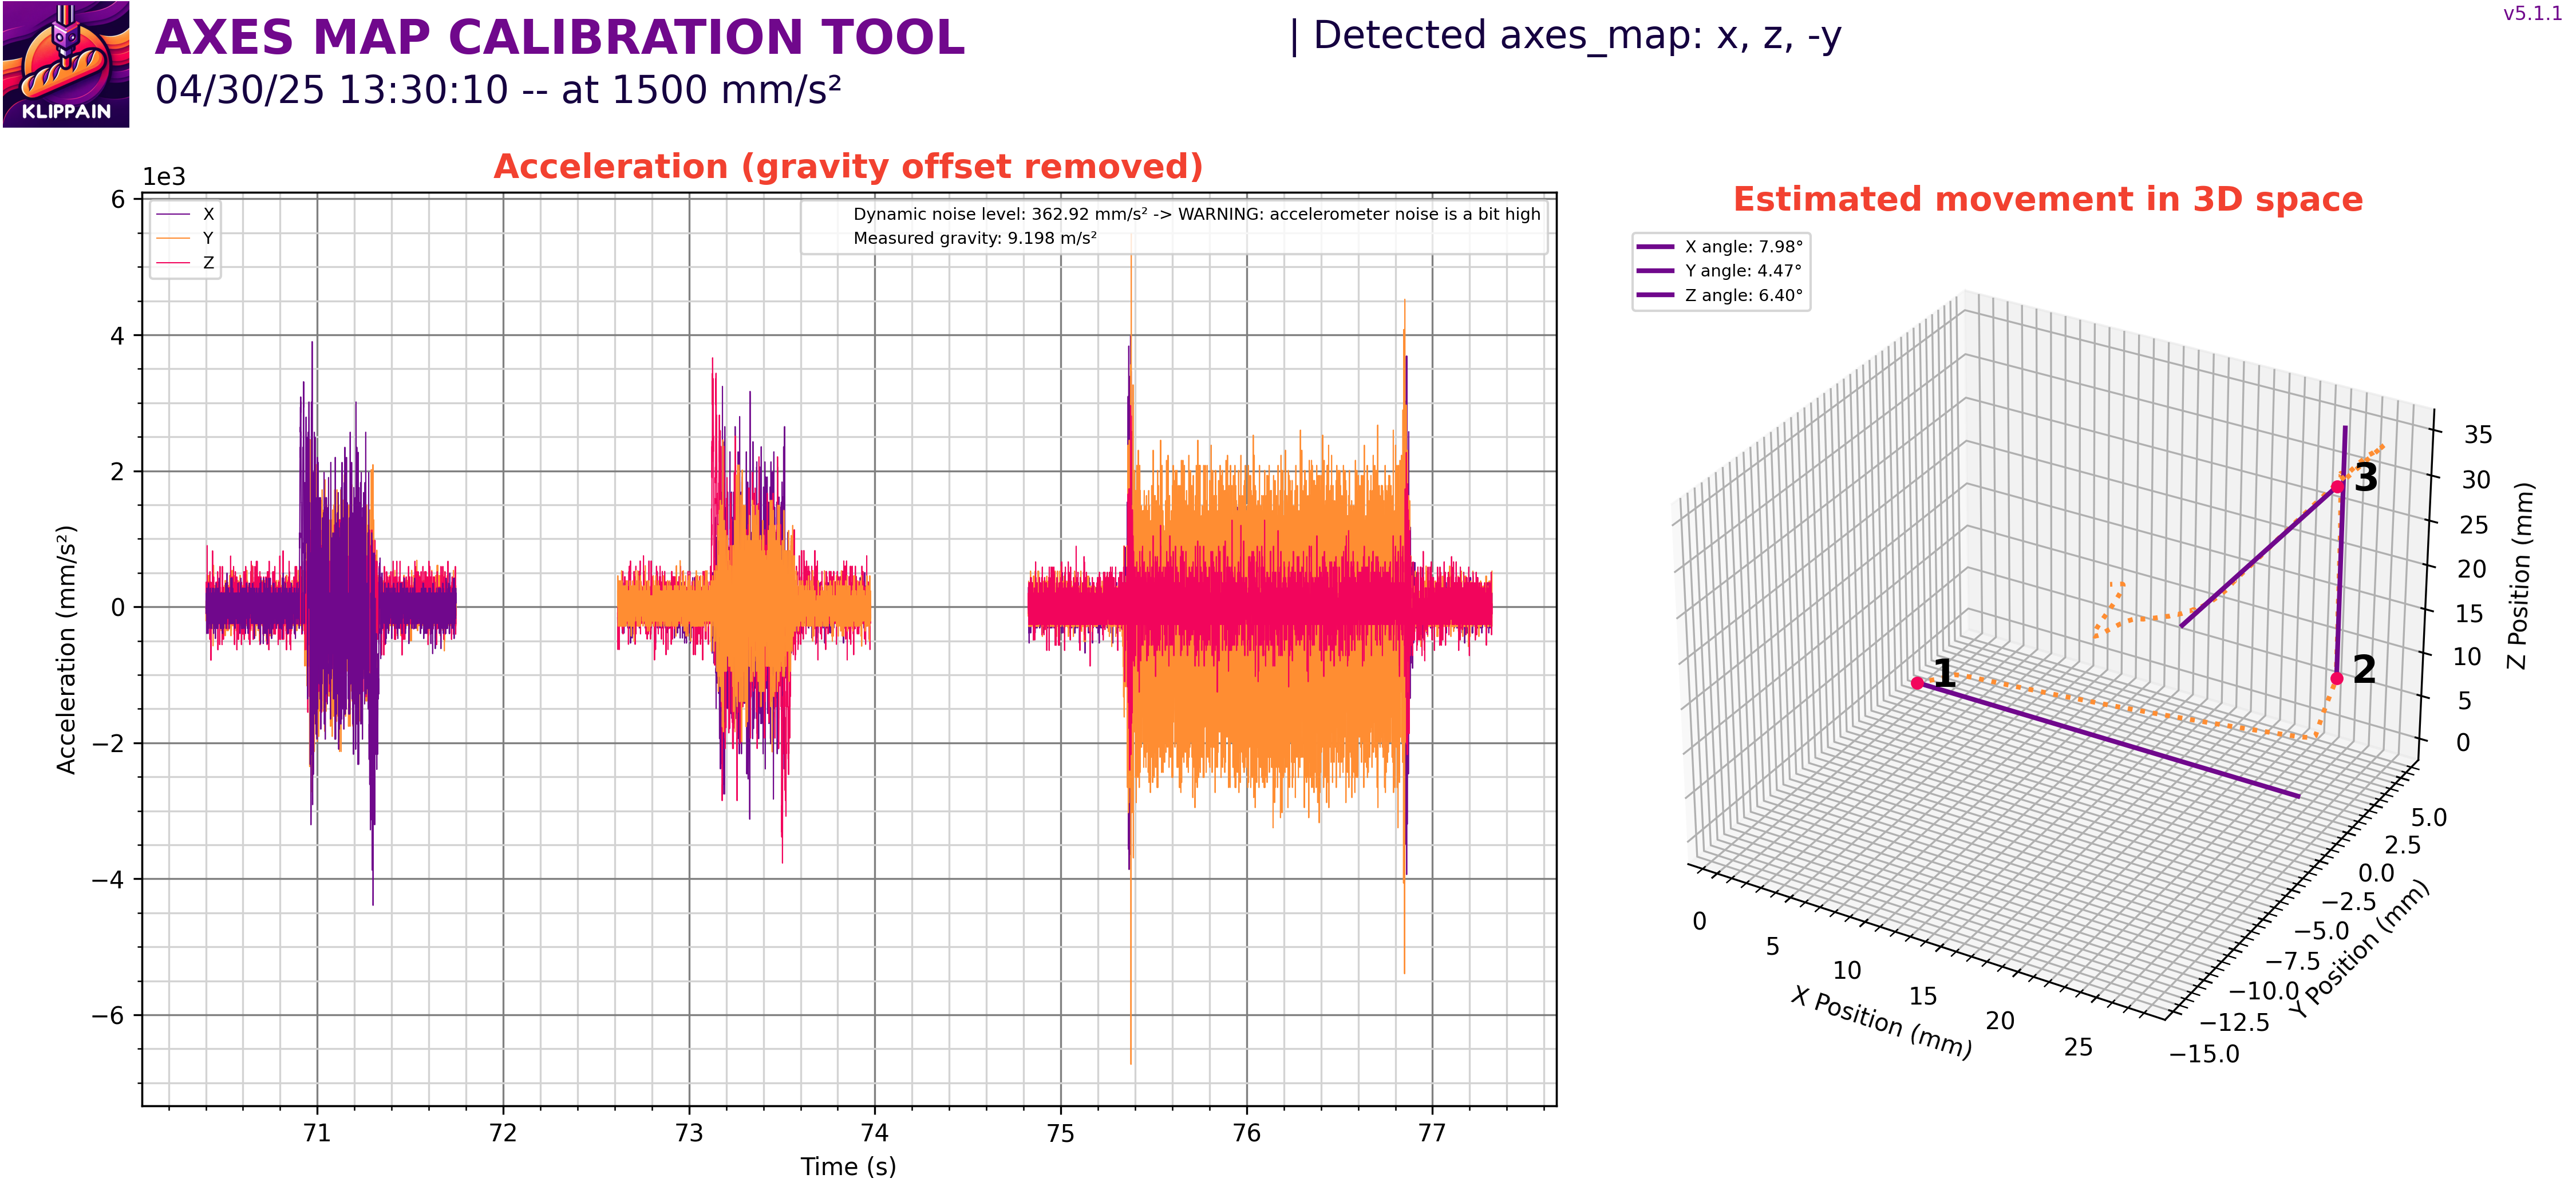 v5.1.1
AXES MAP CALIBRATION TOOL
| Detected axes_map: x, z, -y
04/30/25 13:30:10 -- at 1500 mm/s²
KLIPPAIN
Acceleration (gravity offset removed)
1e3
X
Y
Z
Dynamic noise level: 362.92 mm/s² -> WARNING: accelerometer noise is a bit high
Measured gravity: 9.198 m/s²
6
4
2
0
−2
−4
−6
Acceleration (mm/s²)
71 72 73 74 75 76 77
Time (s)
Estimated movement in 3D space
X angle: 7.98°
Y angle: 4.47°
Z angle: 6.40°
1
2
3
35
30
25
20
15
10
5
0
Z Position (mm)
5.0
2.5
0.0
−2.5
−5.0
−7.5
−10.0
−12.5
−15.0
Y Position (mm)
0
5
10
15
20
25
X Position (mm)